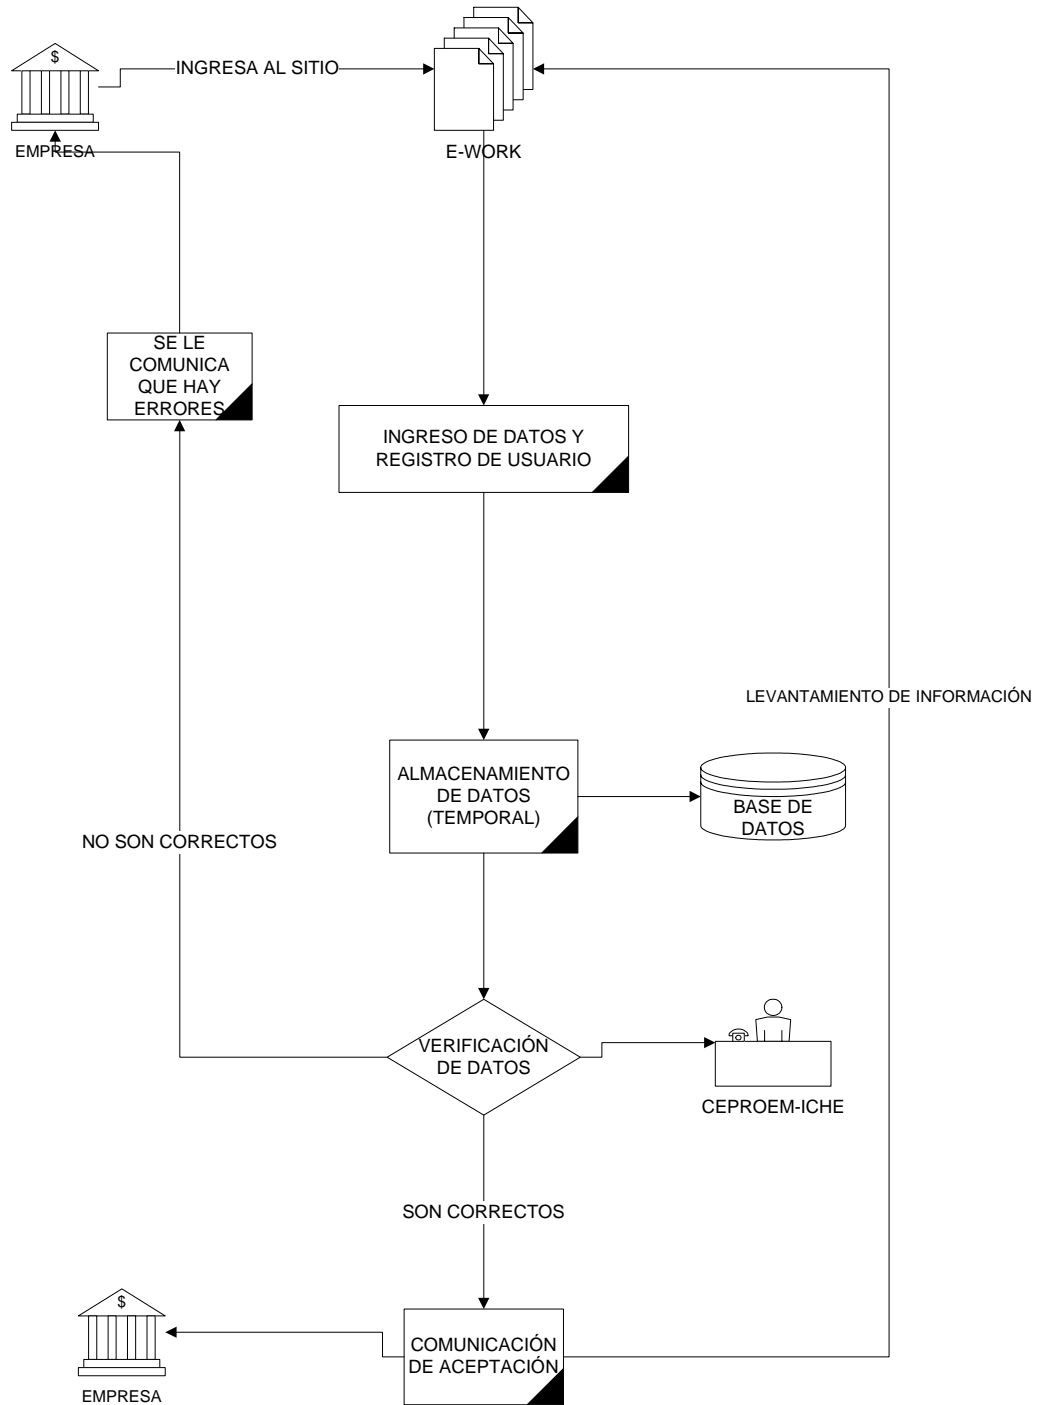 $
INGRESA AL SITIO
EMPRESA
E-WORK
SE LE
COMUNICA
QUE HAY
ERRORES
INGRESO DE DATOS Y
REGISTRO DE USUARIO
LEVANTAMIENTO DE INFORMACIÓN
ALMACENAMIENTO
DE DATOS
(TEMPORAL)
BASE DE
DATOS
NO SON CORRECTOS
VERIFICACIÓN
DE DATOS
CEPROEM-ICHE
SON CORRECTOS
$
EMPRESA
COMUNICACIÓN
DE ACEPTACIÓN